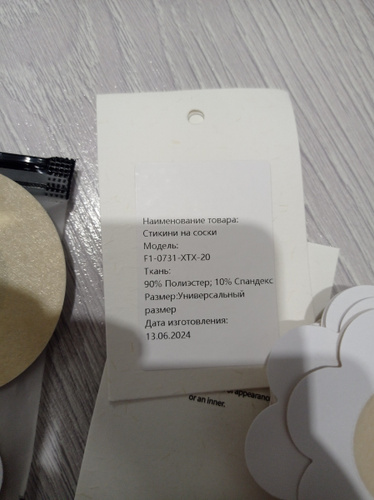 Наименование товара:
Стикини на соски
Модель:
F1-0731-XTX-20
Ткань:
90% Полиэстер; 10% Спандекс
Размер:Универсальный
размер
Дата изготовления:
13.06.2024
appearanc
or an inner.